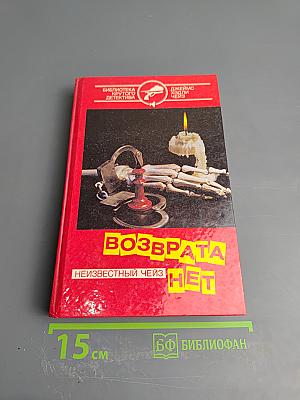 БИБЛИОТЕКА
КРУТОГО
ДЕТЕКТИВА
ДЖЕЙМС
ХЭДЛИ
ЧЕЙЗ
ВОЗВРАТА
НЕТ
НЕИЗВЕСТНЫЙ ЧЕЙЗ
15 см
БФ БИБЛИОФАН